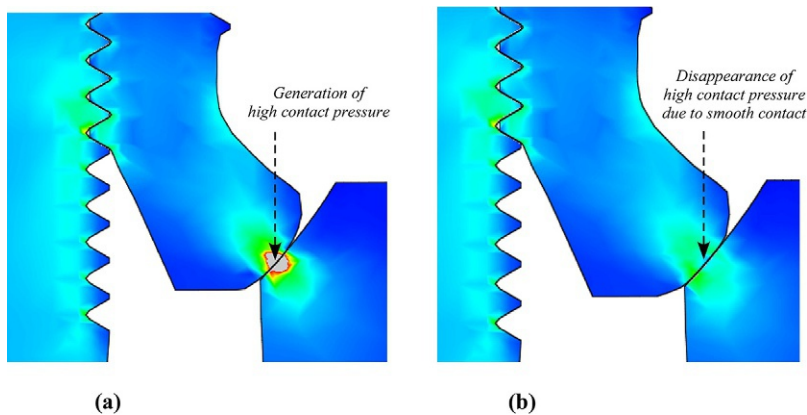 Generation of
high contact pressure
Disappearance of
high contact pressure
due to smooth contact
(a)
(b)